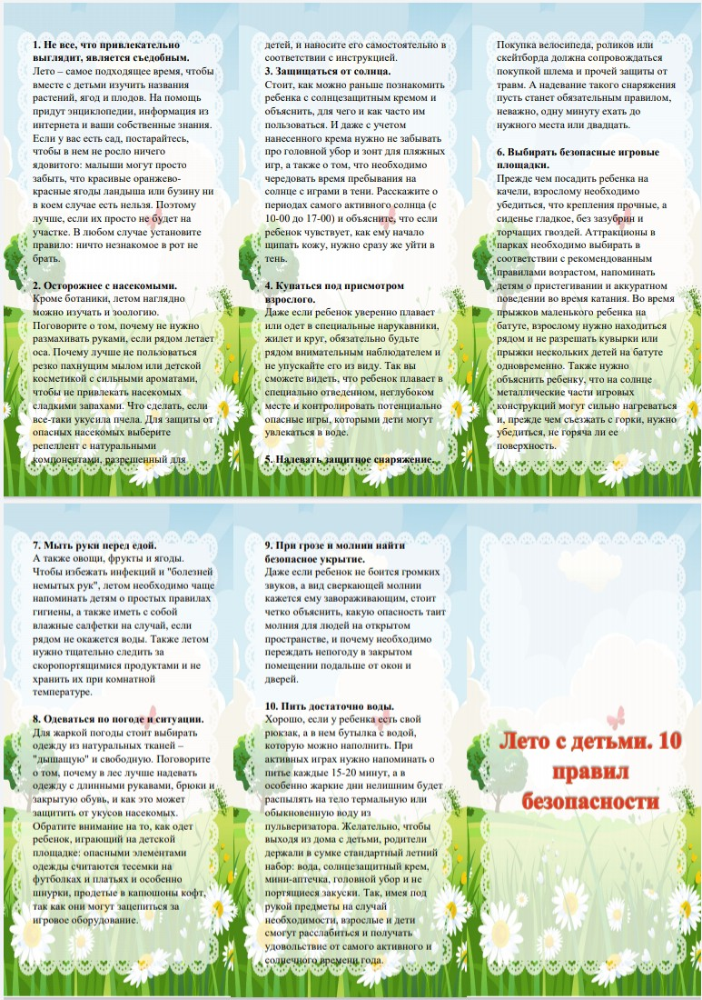 1. Не все, что привлекательно
выглядит, является съедобным.
Лето – самое подходящее время, чтобы
вместе с детьми изучить названия
растений, ягод и плодов. На помощь
придут энциклопедии, информация из
интернета и ваши собственные знания.
Если у вас есть сад, постарайтесь,
чтобы в нем не росло ничего
ядовитого: малыши могут просто
забыть, что красивые оранжево-
красные ягоды ландыша или бузину ни
в коем случае есть нельзя. Поэтому
лучше, если их просто не будет на
участке. В любом случае установите
правило: ничто незнакомое в рот не
брать.
2. Осторожнее с насекомыми.
Кроме ботаники, летом наглядно
можно изучать и зоологию.
Поговорите о том, почему не нужно
размахивать руками, если рядом летает
оса. Почему лучше не пользоваться
резко пахнущим мылом или детской
косметикой с сильными ароматами,
чтобы не привлекать насекомых
сладкими запахами. Что сделать, если
все-таки укусила пчела. Для защиты от
опасных насекомых выберите
репеллент с натуральными
компонентами, разрешенный для
детей, и наносите его самостоятельно в
соответствии с инструкцией.
3. Защищаться от солнца.
Стоит, как можно раньше познакомить
ребенка с солнцезащитным кремом и
объяснить, для чего и как часто им
пользоваться. И даже с учетом
нанесенного крема нужно не забывать
про головной убор и зонт для пляжных
игр, а также о том, что необходимо
чередовать время пребывания на
солнце с играми в тени. Расскажите о
периодах самого активного солнца (с
10-00 до 17-00) и объясните, что если
ребенок чувствует, как ему начало
щипать кожу, нужно сразу же уйти в
тень.
4. Купаться под присмотром
взрослого.
Даже если ребенок уверенно плавает
или одет в специальные нарукавники,
жилет и круг, обязательно будьте
рядом внимательным наблюдателем и
не упускайте его из виду. Так вы
сможете видеть, что ребенок плавает в
специально отведенном, неглубоком
месте и контролировать потенциально
опасные игры, которыми дети могут
увлекаться в воде.
5. Надевать защитное снаряжение.
Покупка велосипеда, роликов или
скейтборда должна сопровождаться
покупкой шлема и прочей защиты от
травм. А надевание такого снаряжения
пусть станет обязательным правилом,
неважно, одну минуту ехать до
нужного места или двадцать.
6. Выбирать безопасные игровые
площадки.
Прежде чем посадить ребенка на
качели, взрослому необходимо
убедиться, что крепления прочные, а
сиденье гладкое, без зазубрин и
торчащих гвоздей. Аттракционы в
парках необходимо выбирать в
соответствии с рекомендованным
правилами возрастом, напоминать
детям о пристегивании и аккуратном
поведении во время катания. Во время
прыжков маленького ребенка на
батуте, взрослому нужно находиться
рядом и не разрешать кувырки или
прыжки нескольких детей на батуте
одновременно. Также нужно
объяснить ребенку, что на солнце
металлические части игровых
конструкций могут сильно нагреваться
и, прежде чем съезжать с горки, нужно
убедиться, не горяча ли ее
поверхность.
7. Мыть руки перед едой.
А также овощи, фрукты и ягоды.
Чтобы избежать инфекций и "болезней
немытых рук", летом необходимо чаще
напоминать детям о простых правилах
гигиены, а также иметь с собой
влажные салфетки на случай, если
рядом не окажется воды. Также летом
нужно тщательно следить за
скоропортящимися продуктами и не
хранить их при комнатной
температуре.
8. Одеваться по погоде и ситуации.
Для жаркой погоды стоит выбирать
одежду из натуральных тканей –
"дышащую" и свободную. Поговорите
о том, почему в лес лучше надевать
одежду с длинными рукавами, брюки и
закрытую обувь, и как это может
защитить от укусов насекомых.
Обратите внимание на то, как одет
ребенок, играющий на детской
площадке: опасными элементами
одежды считаются тесемки на
футболках и платьях и особенно
шнурки, продетые в капюшоны кофт,
так как они могут зацепиться за
игровое оборудование.
9. При грозе и молнии найти
безопасное укрытие.
Даже если ребенок не боится громких
звуков, а вид сверкающей молнии
кажется ему завораживающим, стоит
четко объяснить, какую опасность таит
молния для людей на открытом
пространстве, и почему необходимо
переждать непогоду в закрытом
помещении подальше от окон и
дверей.
10. Пить достаточно воды.
Хорошо, если у ребенка есть свой
рюкзак, а в нем бутылка с водой,
которую можно наполнить. При
активных играх нужно напоминать о
питье каждые 15-20 минут, а в
особенно жаркие дни нелишним будет
распылять на тело термальную или
обыкновенную воду из
пульверизатора. Желательно, чтобы
выходя из дома с детьми, родители
держали в сумке стандартный летний
набор: вода, солнцезащитный крем,
мини-аптечка, головной убор и не
портящиеся закуски. Так, имея под
рукой предметы на случай
необходимости, взрослые и дети
смогут расслабиться и получать
удовольствие от самого активного и
солнечного времени года.
Лето с детьми. 10
правил
безопасности